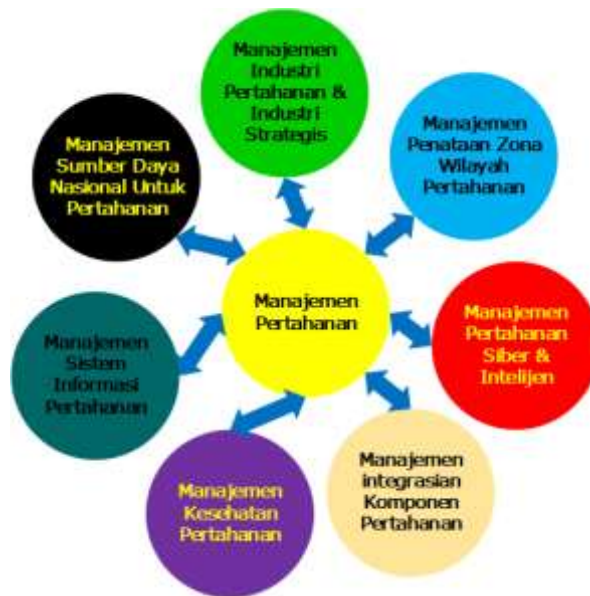 Manajemen
Industri
Pertahanan &
Industri
Strategis
Manajemen
Penataan Zona
Wilayah
Pertahanan
Manajemen
Sumber Daya
Nasional Untuk
Pertahanan
Manajemen
Pertahanan
Manajemen
Pertahanan
Siber &
Intelijen
Manajemen
Sistem
Informasi
Pertahanan
Manajemen
integrasian
Komponen
Pertahanan
Manajemen
Kesehatan
Pertahanan